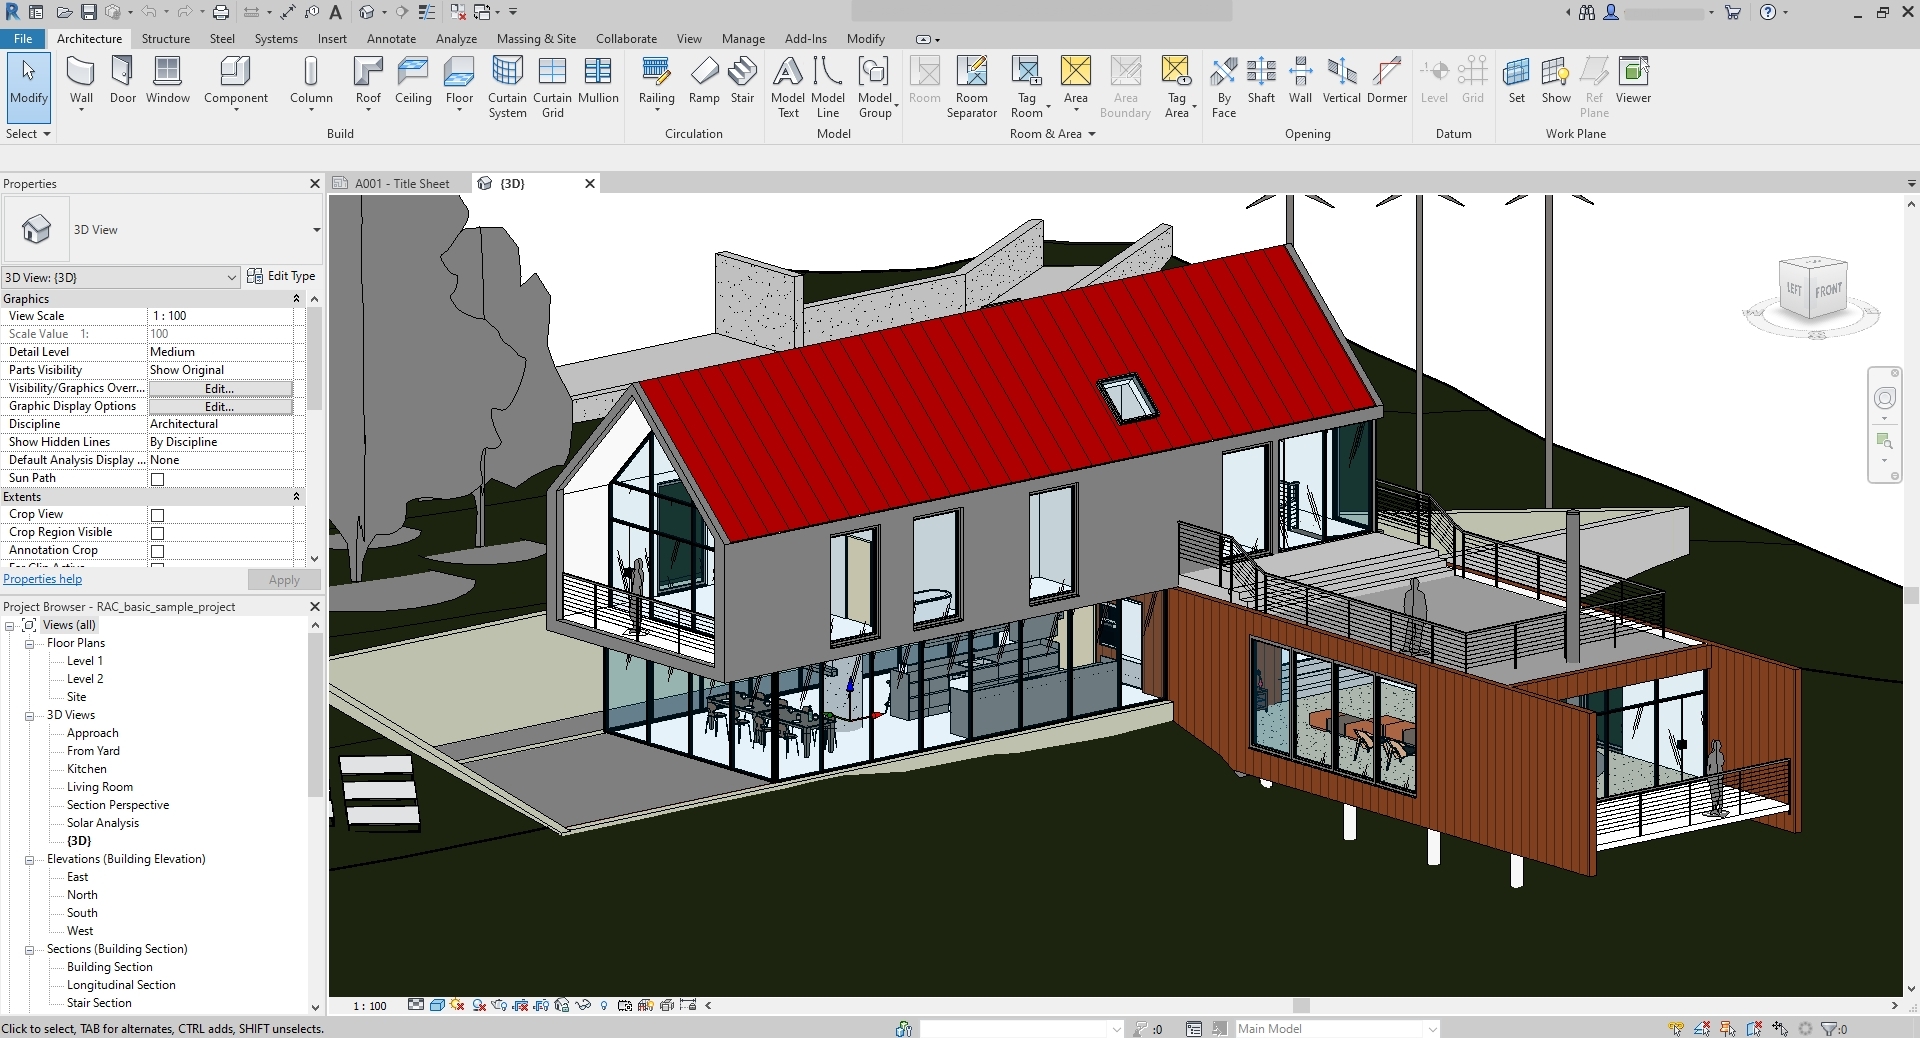 File Architecture Structure Steel Systems Insert Annotate Analyze Massing & Site Collaborate View Manage Add-Ins Modify
Modify Wall Door Window Component Column Roof Ceiling Floor Curtain System Curtain Grid Mullion Railing Ramp Stair Model Text Model Line Model Group Room Room Separator Tag Room Area Area Boundary Tag Area By Face Shaft Wall Vertical Dormer Level Grid Set Show Ref Plane Viewer
Select Build Circulation Model Room & Area Opening Datum Work Plane
Properties
A001 - Title Sheet {3D}
3D View
3D View: {3D} Edit Type
Graphics
View Scale 1 : 100
Scale Value 1: 100
Detail Level Medium
Parts Visibility Show Original
Visibility/Graphics Overr... Edit...
Graphic Display Options Edit...
Discipline Architectural
Show Hidden Lines By Discipline
Default Analysis Display ... None
Sun Path
Extents
Crop View
Crop Region Visible
Annotation Crop
Properties help Apply
LEFT FRONT
Project Browser - RAC_basic_sample_project
Views (all)
Floor Plans
Level 1
Level 2
Site
3D Views
Approach
From Yard
Kitchen
Living Room
Section Perspective
Solar Analysis
{3D}
Elevations (Building Elevation)
East
North
South
West
Sections (Building Section)
Building Section
Longitudinal Section
Stair Section
1 : 100
Click to select, TAB for alternates, CTRL adds, SHIFT unselects. :0 Main Model :0